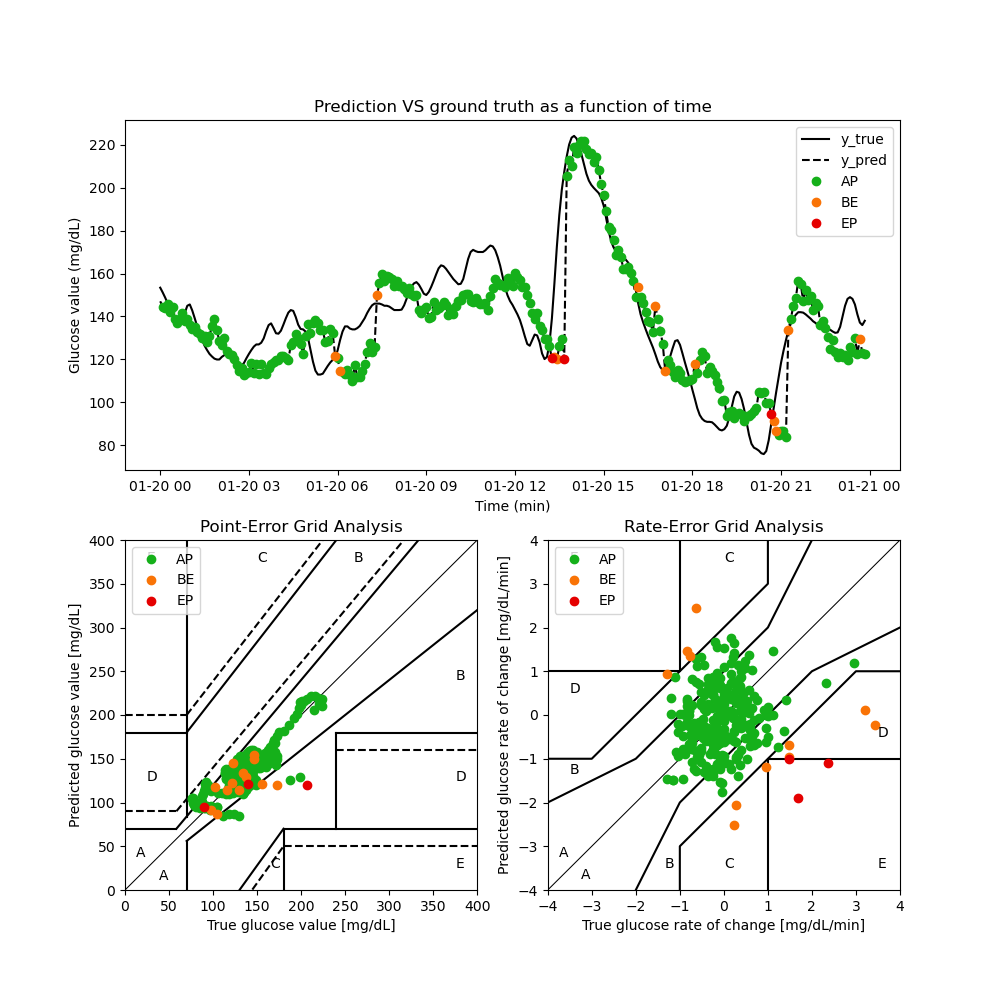 Prediction VS ground truth as a function of time
Glucose value (mg/dL)
220
200
180
160
140
120
100
80
y_true
y_pred
AP
BE
EP
01-20 00 01-20 03 01-20 06 01-20 09 01-20 12 01-20 15 01-20 18 01-20 21 01-21 00
Time (min)
Point-Error Grid Analysis
Predicted glucose value [mg/dL]
400
350
300
250
200
150
100
50
0
AP
BE
EP
C
B
B
D
D
A
A
C
E
0 50 100 150 200 250 300 350 400
True glucose value [mg/dL]
Rate-Error Grid Analysis
Predicted glucose rate of change [mg/dL/min]
4
3
2
1
0
−1
−2
−3
−4
AP
BE
EP
C
D
D
B
A
A
B
C
E
−4 −3 −2 −1 0 1 2 3 4
True glucose rate of change [mg/dL/min]